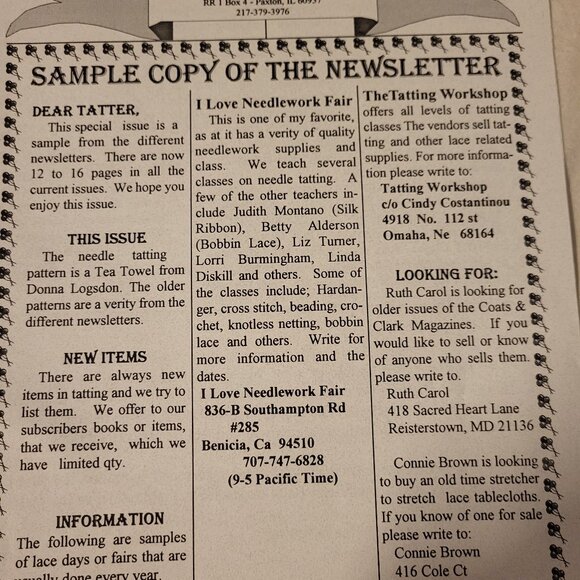 RR 1 Box 4 - Paxton, IL 60957
217-379-3976
SAMPLE COPY OF THE NEWSLETTER
DEAR TATTER,
This special issue is a
sample from the different
newsletters. There are now
12 to 16 pages in all the
current issues. We hope you
enjoy this issue.
THIS ISSUE
The needle tatting
pattern is a Tea Towel from
Donna Logsdon. The older
patterns are a verity from the
different newsletters.
NEW ITEMS
There are always new
items in tatting and we try to
list them. We offer to our
subscribers books or items,
that we receive, which we
have limited qty.
INFORMATION
The following are samples
of lace days or fairs that are
usually done every year.
I Love Needlework Fair
This is one of my favorite,
as at it has a verity of quality
needlework supplies and
class. We teach several
classes on needle tatting. A
few of the other teachers in-
clude Judith Montano (Silk
Ribbon), Betty Alderson
(Bobbin Lace), Liz Turner,
Lorri Burmingham, Linda
Diskill and others. Some of
the classes include; Hardan-
ger, cross stitch, beading, cro-
chet, knotless netting, bobbin
lace and others. Write for
more information and the
dates.
I Love Needlework Fair
836-B Southampton Rd
#285
Benicia, Ca 94510
707-747-6828
(9-5 Pacific Time)
TheTatting Workshop
offers all levels of tatting
classes The vendors sell tat-
ting and other lace related
supplies. For more informa-
tion please write to:
Tatting Workshop
c/o Cindy Costantinou
4918 No. 112 st
Omaha, Ne 68164
LOOKING FOR:
Ruth Carol is looking for
older issues of the Coats &
Clark Magazines. If you
would like to sell or know
of anyone who sells them.
please write to.
Ruth Carol
418 Sacred Heart Lane
Reisterstown, MD 21136
Connie Brown is looking
to buy an old time stretcher
to stretch lace tablecloths.
If you know of one for sale
please write to:
Connie Brown
416 Cole Ct